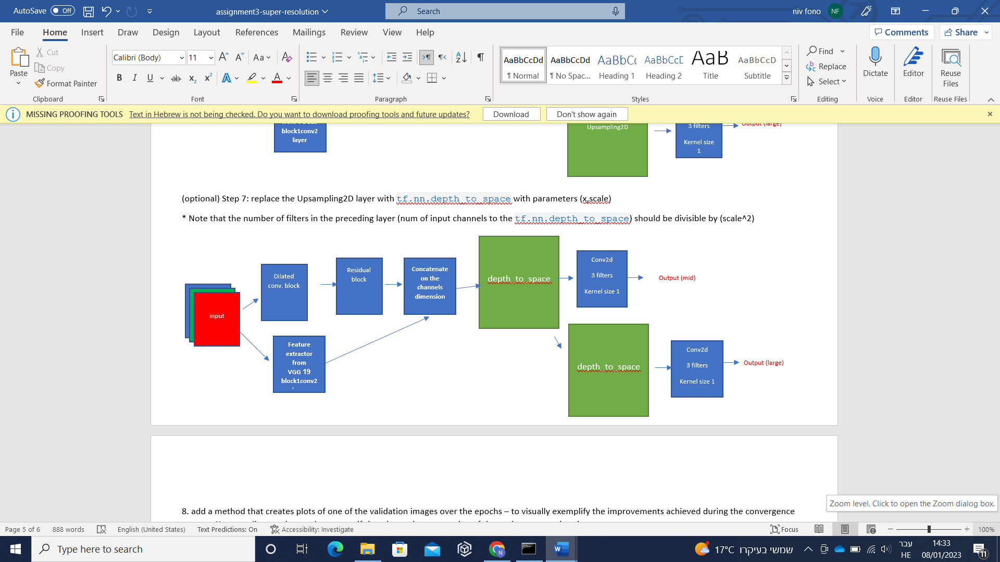 AutoSave Off
assignment3-super-resolution
Search
niv fono
NF
File Home Insert Draw Design Layout References Mailings Review View Help
Comments
Share
Paste
Cut
Copy
Format Painter
Clipboard
Calibri (Body) 11
Font
Paragraph
AaBbCcDd
¶ Normal
AaBbCcDd
¶ No Spac...
Heading 1
Heading 2
Title
AaBbCcD
Subtitle
Styles
Find
Replace
Select
Editing
Dictate
Voice
Editor
Editor
Reuse
Files
Reuse Files
MISSING PROOFING TOOLS Text in Hebrew is not being checked. Do you want to download proofing tools and future updates? Download Don't show again
block1conv2
layer
Upsampling2D
3 filters
Kernel size
1
Output (large)
(optional) Step 7: replace the Upsampling2D layer with tf.nn.depth_to_space with parameters (x,scale)
* Note that the number of filters in the preceding layer (num of input channels to the tf.nn.depth_to_space) should be divisible by (scale^2)
input
Dilated
conv. block
Residual
block
Concatenate
on the
channels
dimension
depth_to_space
Conv2d
3 filters
Kernel size 1
Output (mid)
Feature
extractor
from
VGG 19
block1conv2
depth_to_space
Conv2d
3 filters
Kernel size 1
Output (large)
8. add a method that creates plots of one of the validation images over the epochs – to visually exemplify the improvements achieved during the convergence
Zoom level. Click to open the Zoom dialog box.
Page 5 of 6 888 words English (United States) Text Predictions: On Accessibility: Investigate Focus 100%
Type here to search
17°C שמשי בעיקרו
עבר
HE
14:33
08/01/2023
11